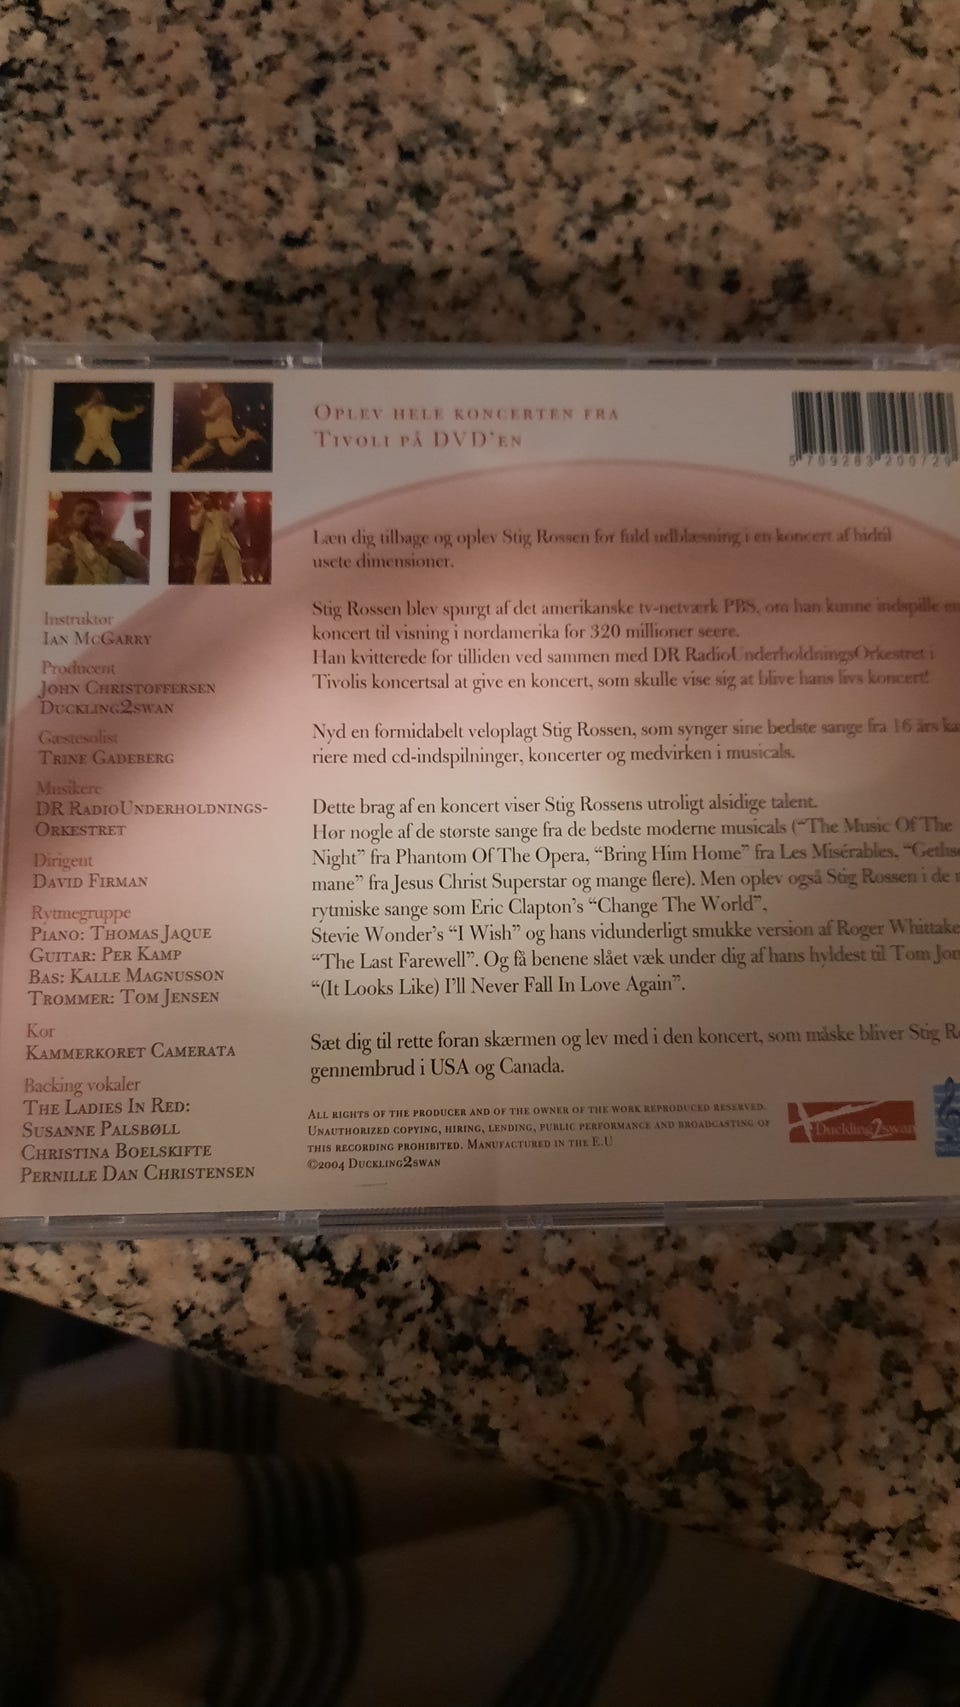 Oplev hele koncerten fra
Tivoli på DVD'en
5 709283 20072
Læn dig tilbage og oplev Stig Rossen for fuld udblæsning i en koncert af hidtil
usete dimensioner.
Stig Rossen blev spurgt af det amerikanske tv-netværk PBS, om han kunne indspille en
koncert til visning i nordamerika for 320 millioner seere.
Han kvitterede for tilliden ved sammen med DR RadioUnderholdningsOrkestret i
Tivolis koncertsal at give en koncert, som skulle vise sig at blive hans livs koncert!
Nyd en formidabelt veloplagt Stig Rossen, som synger sine bedste sange fra 16 års kar
riere med cd-indspilninger, koncerter og medvirken i musicals.
Dette brag af en koncert viser Stig Rossens utroligt alsidige talent.
Hør nogle af de største sange fra de bedste moderne musicals ("The Music Of The
Night" fra Phantom Of The Opera, "Bring Him Home" fra Les Misérables, "Gethse
mane" fra Jesus Christ Superstar og mange flere). Men oplev også Stig Rossen i de
rytmiske sange som Eric Clapton's "Change The World",
Stevie Wonder's "I Wish" og hans vidunderligt smukke version af Roger Whittake
"The Last Farewell". Og få benene slået væk under dig af hans hyldest til Tom Jon
"(It Looks Like) I'll Never Fall In Love Again".
Sæt dig til rette foran skærmen og lev med i den koncert, som måske bliver Stig R
gennembrud i USA og Canada.
All rights of the producer and of the owner of the work reproduced reserved.
Unauthorized copying, hiring, lending, public performance and broadcasting of
this recording prohibited. Manufactured in the E.U
©2004 Duckling2swan
Duckling2swan
Instruktør
Ian McGarry
Producent
John Christoffersen
Duckling2swan
Gæstesolist
Trine Gadeberg
Musikere
DR RadioUnderholdnings-
Orkestret
Dirigent
David Firman
Rytmegruppe
Piano: Thomas Jaque
Guitar: Per Kamp
Bas: Kalle Magnusson
Trommer: Tom Jensen
Kor
Kammerkoret Camerata
Backing vokaler
The Ladies In Red:
Susanne Palsbøll
Christina Boelskifte
Pernille Dan Christensen